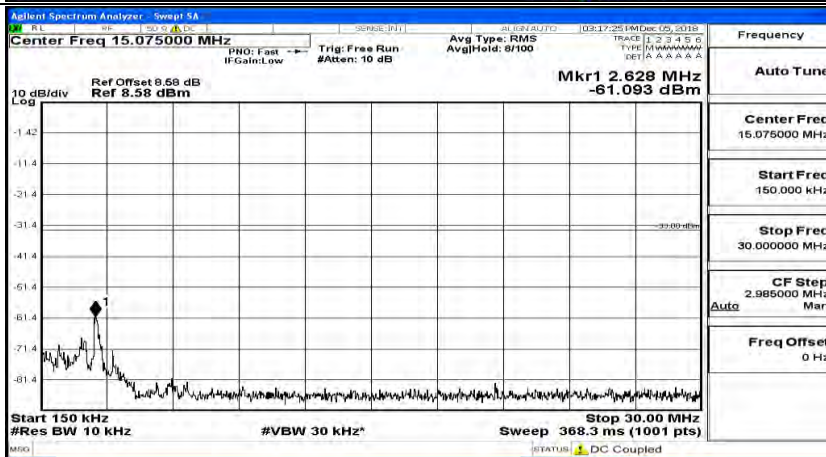 Agilent Spectrum Analyzer - Swept SA
RL RF 50 Ω DC SENSE:INT ALIGN AUTO 03:17:25 PM Dec 05, 2018
Center Freq 15.075000 MHz
PNO: Fast
IFGain:Low
Trig: Free Run
#Atten: 10 dB
Avg Type: RMS
Avg|Hold: 8/100
TRACE 1 2 3 4 5 6
TYPE M WWWWW
DET A A A A A A
Ref Offset 8.58 dB
Ref 8.58 dBm
10 dB/div
Log
Mkr1 2.628 MHz
-61.093 dBm
-1.42
-11.4
-21.4
-31.4
-33.00 dBm
-41.4
-51.4
-61.4
-71.4
-81.4
1
Start 150 kHz
#Res BW 10 kHz
#VBW 30 kHz*
Stop 30.00 MHz
Sweep 368.3 ms (1001 pts)
MSG
STATUS DC Coupled
Frequency
Auto Tune
Center Freq
15.075000 MHz
Start Freq
150.000 kHz
Stop Freq
30.000000 MHz
CF Step
2.985000 MHz
Auto Man
Freq Offset
0 Hz